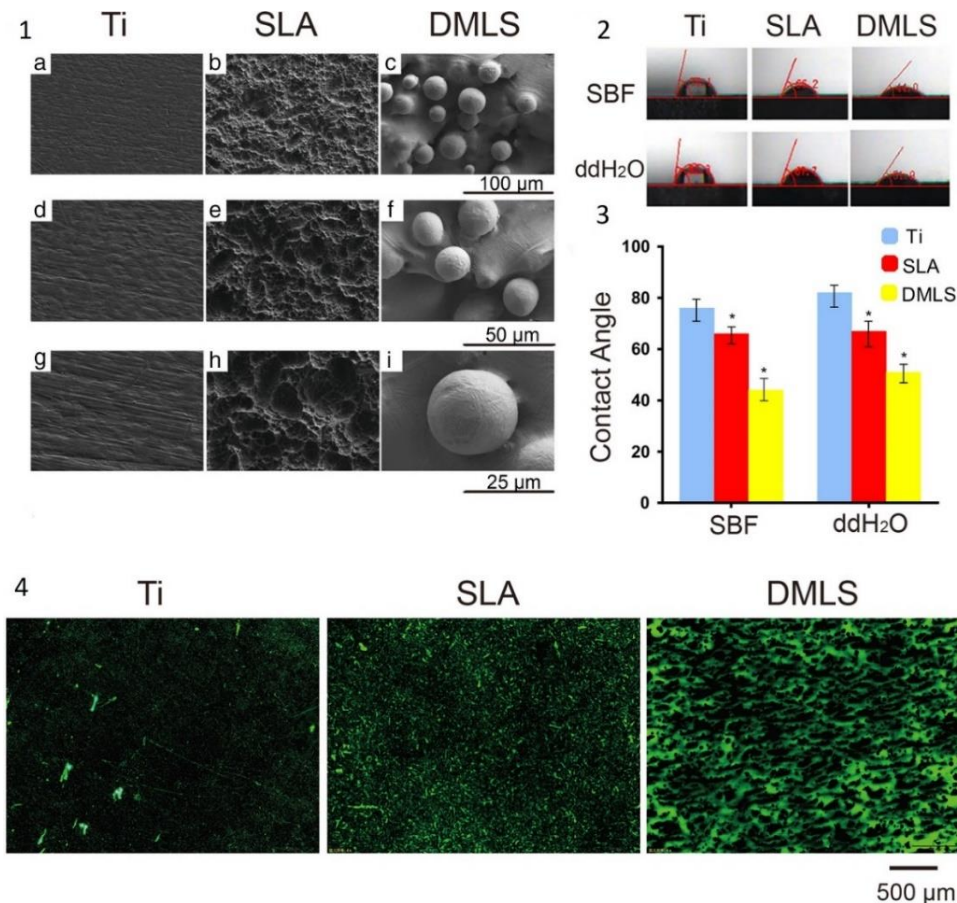 1
Ti SLA DMLS
a b c
100 µm
d e f
50 µm
g h i
25 µm
2
Ti SLA DMLS
SBF
ddH₂O
3
Ti
SLA
DMLS
Contact Angle
100
80
60
40
20
0
* * * *
SBF ddH₂O
4
Ti SLA DMLS
500 µm